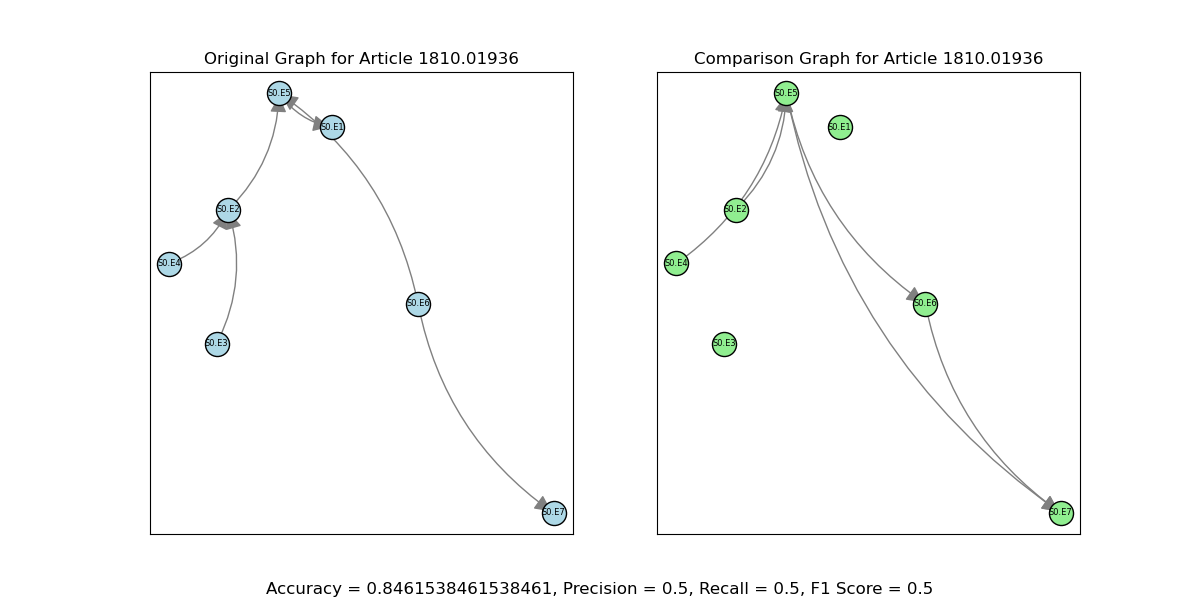 Original Graph for Article 1810.01936
Comparison Graph for Article 1810.01936
S0.E5
S0.E1
S0.E2
S0.E4
S0.E6
S0.E3
S0.E7
S0.E5
S0.E1
S0.E2
S0.E4
S0.E6
S0.E3
S0.E7
Accuracy = 0.8461538461538461, Precision = 0.5, Recall = 0.5, F1 Score = 0.5